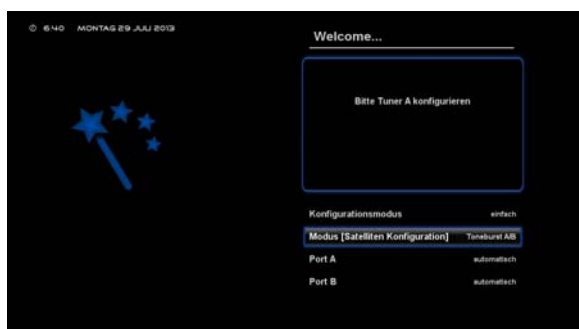 6:40 MONTAG 29 JULI 2013
Welcome...
Bitte Tuner A konfigurieren
Konfigurationsmodus einfach
Modus [Satelliten Konfiguration] Toneburst A/B
Port A automatisch
Port B automatisch